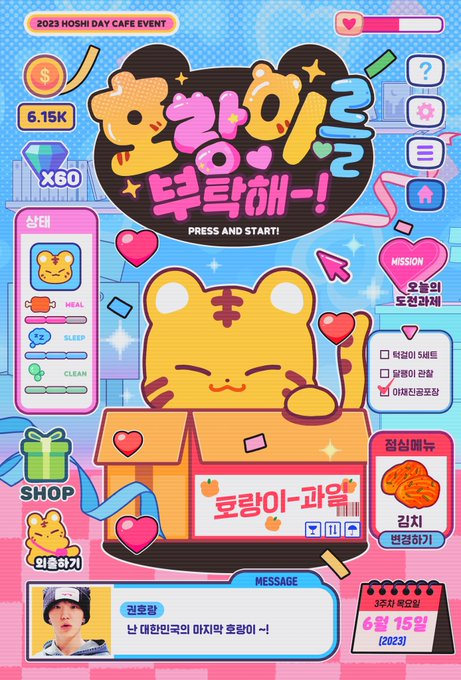 2023 HOSHI DAY CAFE EVENT
6.15K
X60
호랑이를
부탁해-!
PRESS AND START!
?
상태
MEAL
SLEEP
CLEAN
MISSION
오늘의
도전과제
턱걸이 5세트
달팽이 관찰
야채진공포장
호랑이-과일
점심메뉴
김치
변경하기
SHOP
외출하기
MESSAGE
권호랑
난 대한민국의 마지막 호랑이 ~!
3주차 목요일
6월 15일
(2023)